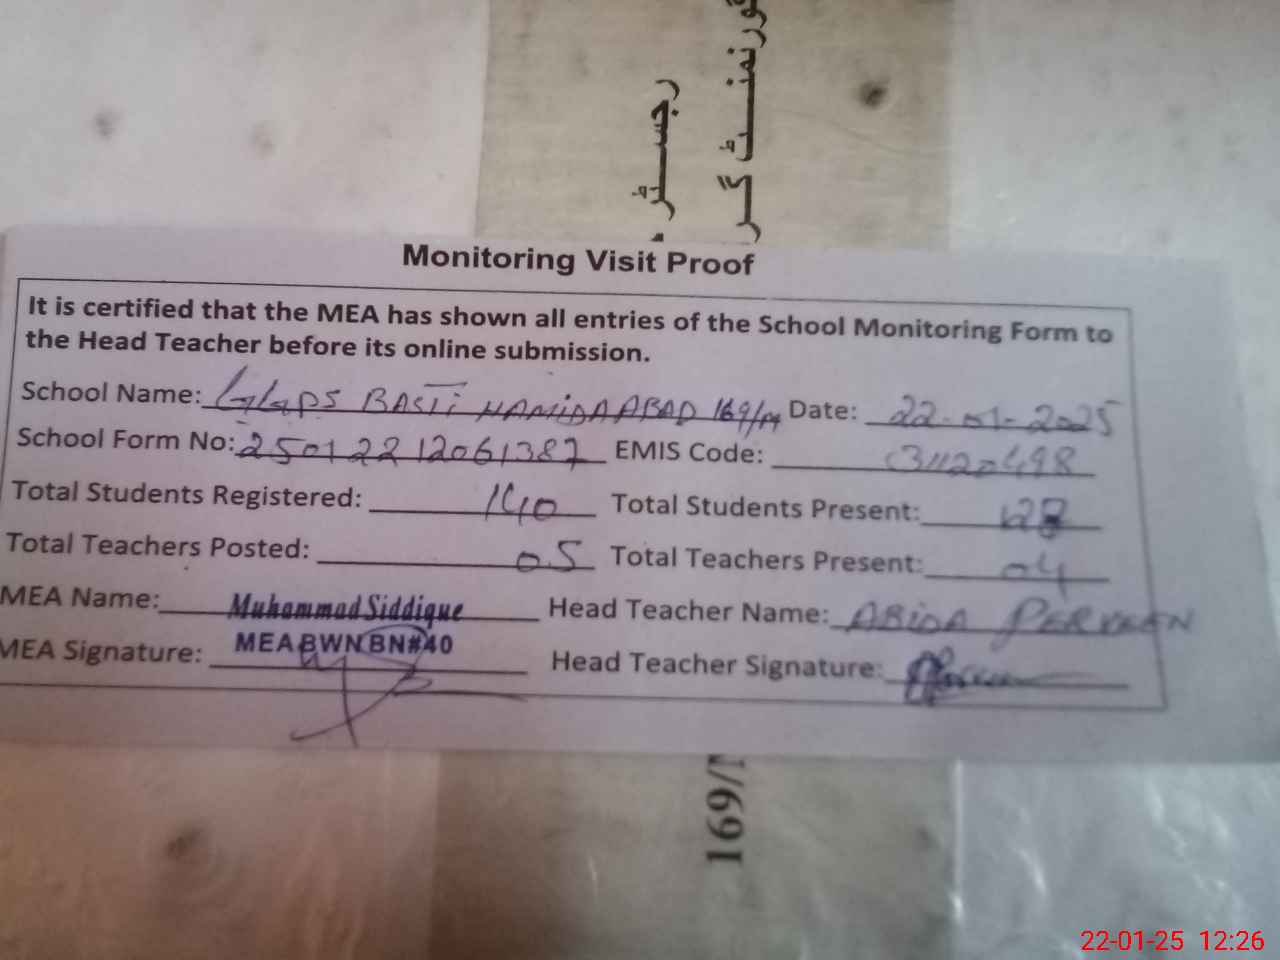 گورنمنٹ گر
رجسٹر
Monitoring Visit Proof
It is certified that the MEA has shown all entries of the School Monitoring Form to
the Head Teacher before its online submission.
School Name: GGPS BASTi HAMiDAABAD 169/M Date: 22-01-2025
School Form No: 25012212061387 EMIS Code: 31120498
Total Students Registered: 140 Total Students Present: 128
Total Teachers Posted: 05 Total Teachers Present: 04
MEA Name: Muhammad Siddique Head Teacher Name: ABiDA PERVEEN
MEA BWN BN#40
MEA Signature: Head Teacher Signature:
169/M
22-01-25 12:26